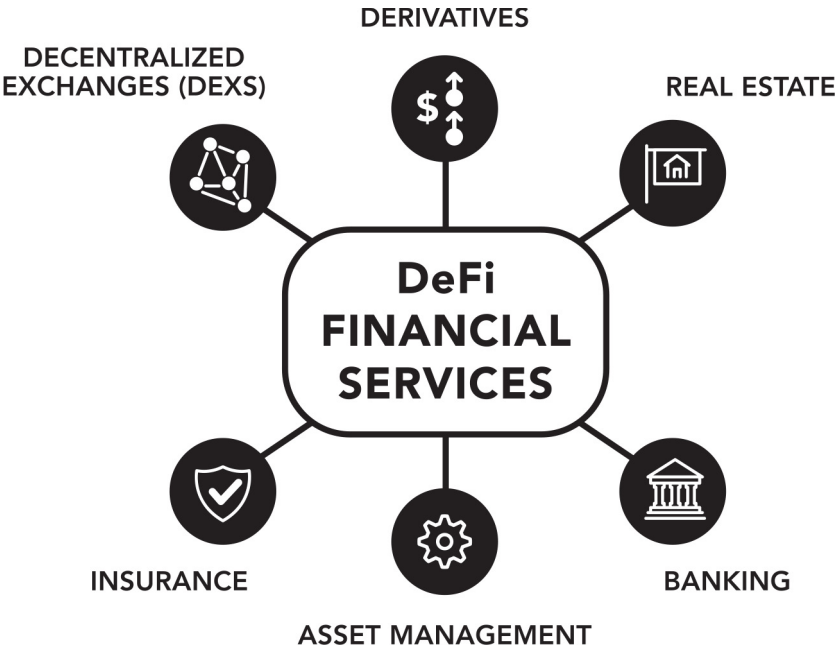 DERIVATIVES
DECENTRALIZED
EXCHANGES (DEXS)
REAL ESTATE
$
DeFi
FINANCIAL
SERVICES
INSURANCE
BANKING
ASSET MANAGEMENT